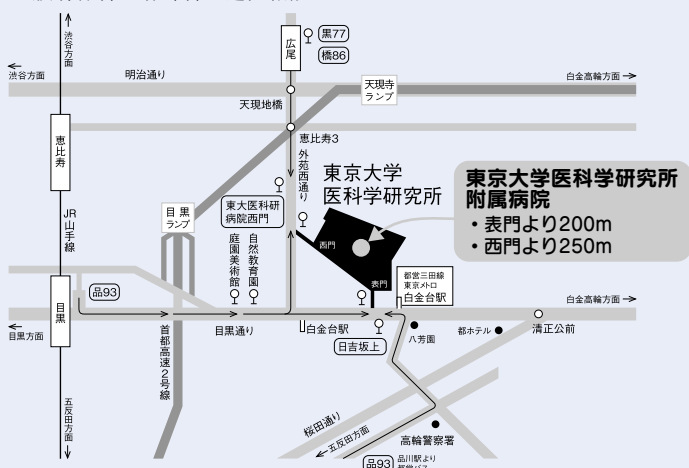 渋谷方面
渋谷方面
明治通り
広尾
黒77
橋86
天現寺
ランプ
白金高輪方面
天現地橋
恵比寿
恵比寿3
外苑西通り
東京大学
医科学研究所
東京大学医科学研究所
附属病院
・表門より200m
・西門より250m
JR山手線
目黒
ランプ
東大医科研
病院西門
西門
表門
庭園美術館
自然教育園
都営三田線
東京メトロ
白金台駅
品93
目黒
目黒方面
目黒通り
白金台駅
日吉坂上
八芳園
都ホテル
清正公前
白金高輪方面
首都高速2号線
五反田方面
桜田通り
五反田方面
高輪警察署
品93
品川駅より